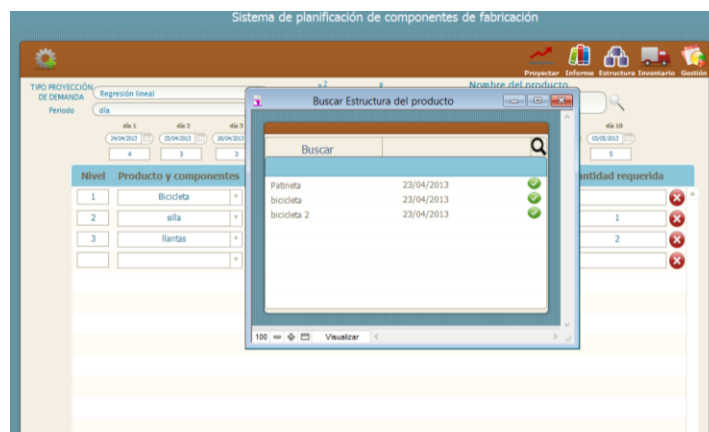 Sistema de planificación de componentes de fabricación
Proyectar Informe Estructura Inventario Gestión
TIPO PROYECCIÓN DE DEMANDA
Regresión lineal
Nombre del producto
Periodo
día
día 1 día 2 día 3 día 10
24/04/2013 25/04/2013 26/04/2013 03/05/2013
4 3 3 5
Nivel Producto y componentes requerida
1 Bicicleta
2 silla 1
3 llantas 2
Buscar Estructura del producto
Buscar
Patineta 23/04/2013
bicicleta 23/04/2013
bicicleta 2 23/04/2013
100 Visualizar